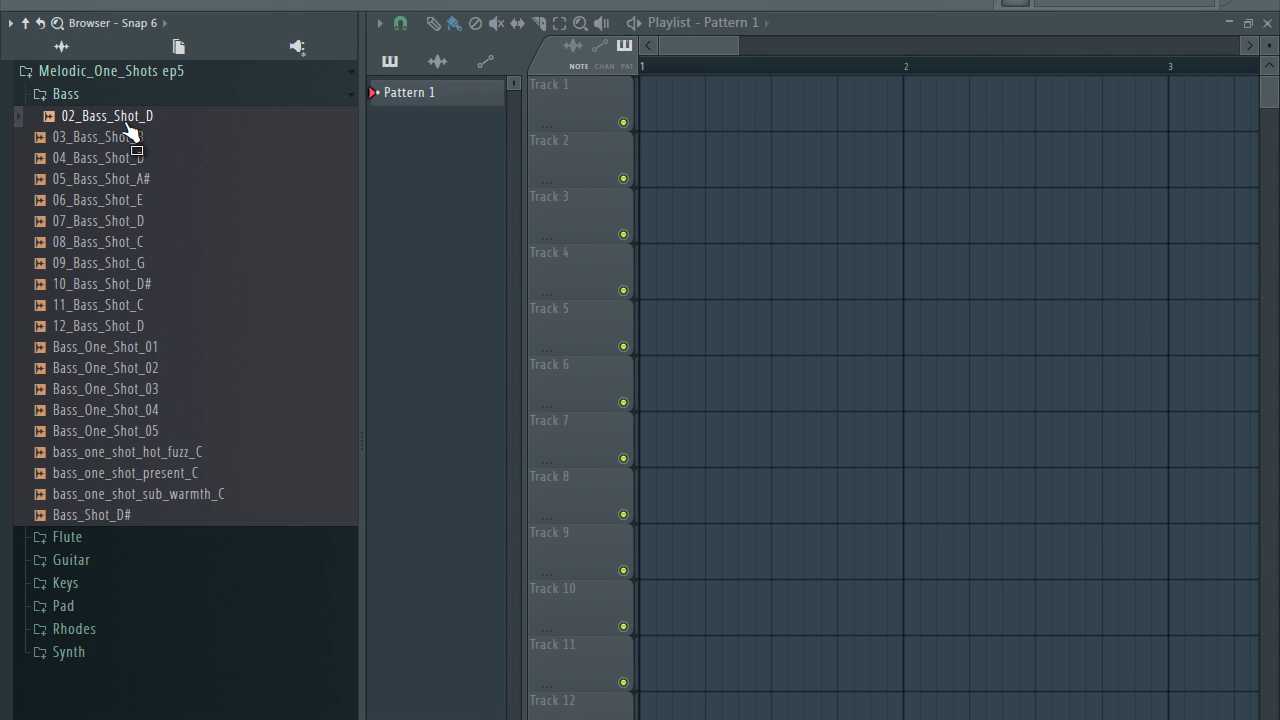 Browser - Snap 6
Playlist - Pattern 1
NOTE CHAN PAT
1 2 3
Melodic_One_Shots ep5
Bass
02_Bass_Shot_D
04_Bass_Shot_D
05_Bass_Shot_A#
06_Bass_Shot_E
07_Bass_Shot_D
08_Bass_Shot_C
09_Bass_Shot_G
10_Bass_Shot_D#
11_Bass_Shot_C
12_Bass_Shot_D
Bass_One_Shot_01
Bass_One_Shot_02
Bass_One_Shot_03
Bass_One_Shot_04
Bass_One_Shot_05
bass_one_shot_hot_fuzz_C
bass_one_shot_present_C
bass_one_shot_sub_warmth_C
Bass_Shot_D#
Flute
Guitar
Keys
Pad
Rhodes
Synth
Pattern 1
Track 1
Track 2
Track 3
Track 4
Track 5
Track 6
Track 7
Track 8
Track 9
Track 10
Track 11
Track 12